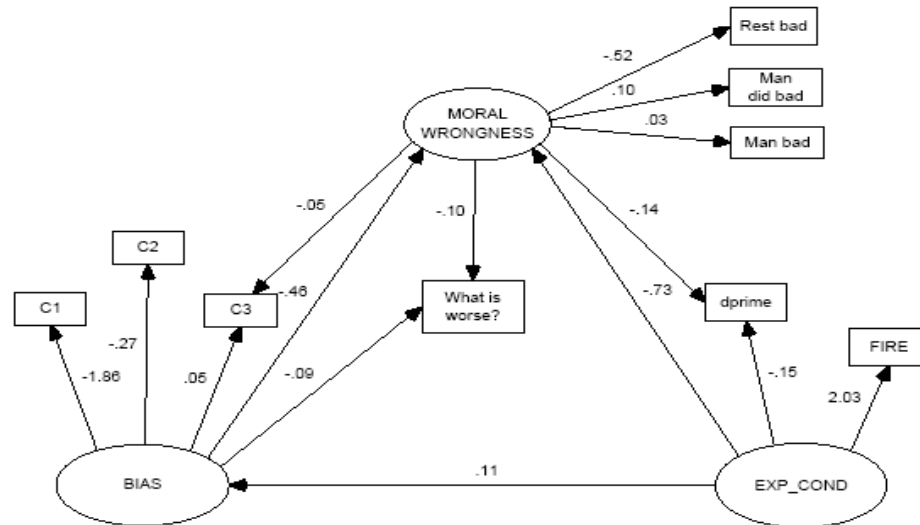 Rest bad
-.52
Man
did bad
.10
MORAL
WRONGNESS
.03
Man bad
-.05
-.10
-.14
C2
C1
C3
-.46
What is
worse?
-.73
dprime
FIRE
-.27
-1.86
.05
-.09
-.15
2.03
.11
BIAS
EXP_COND